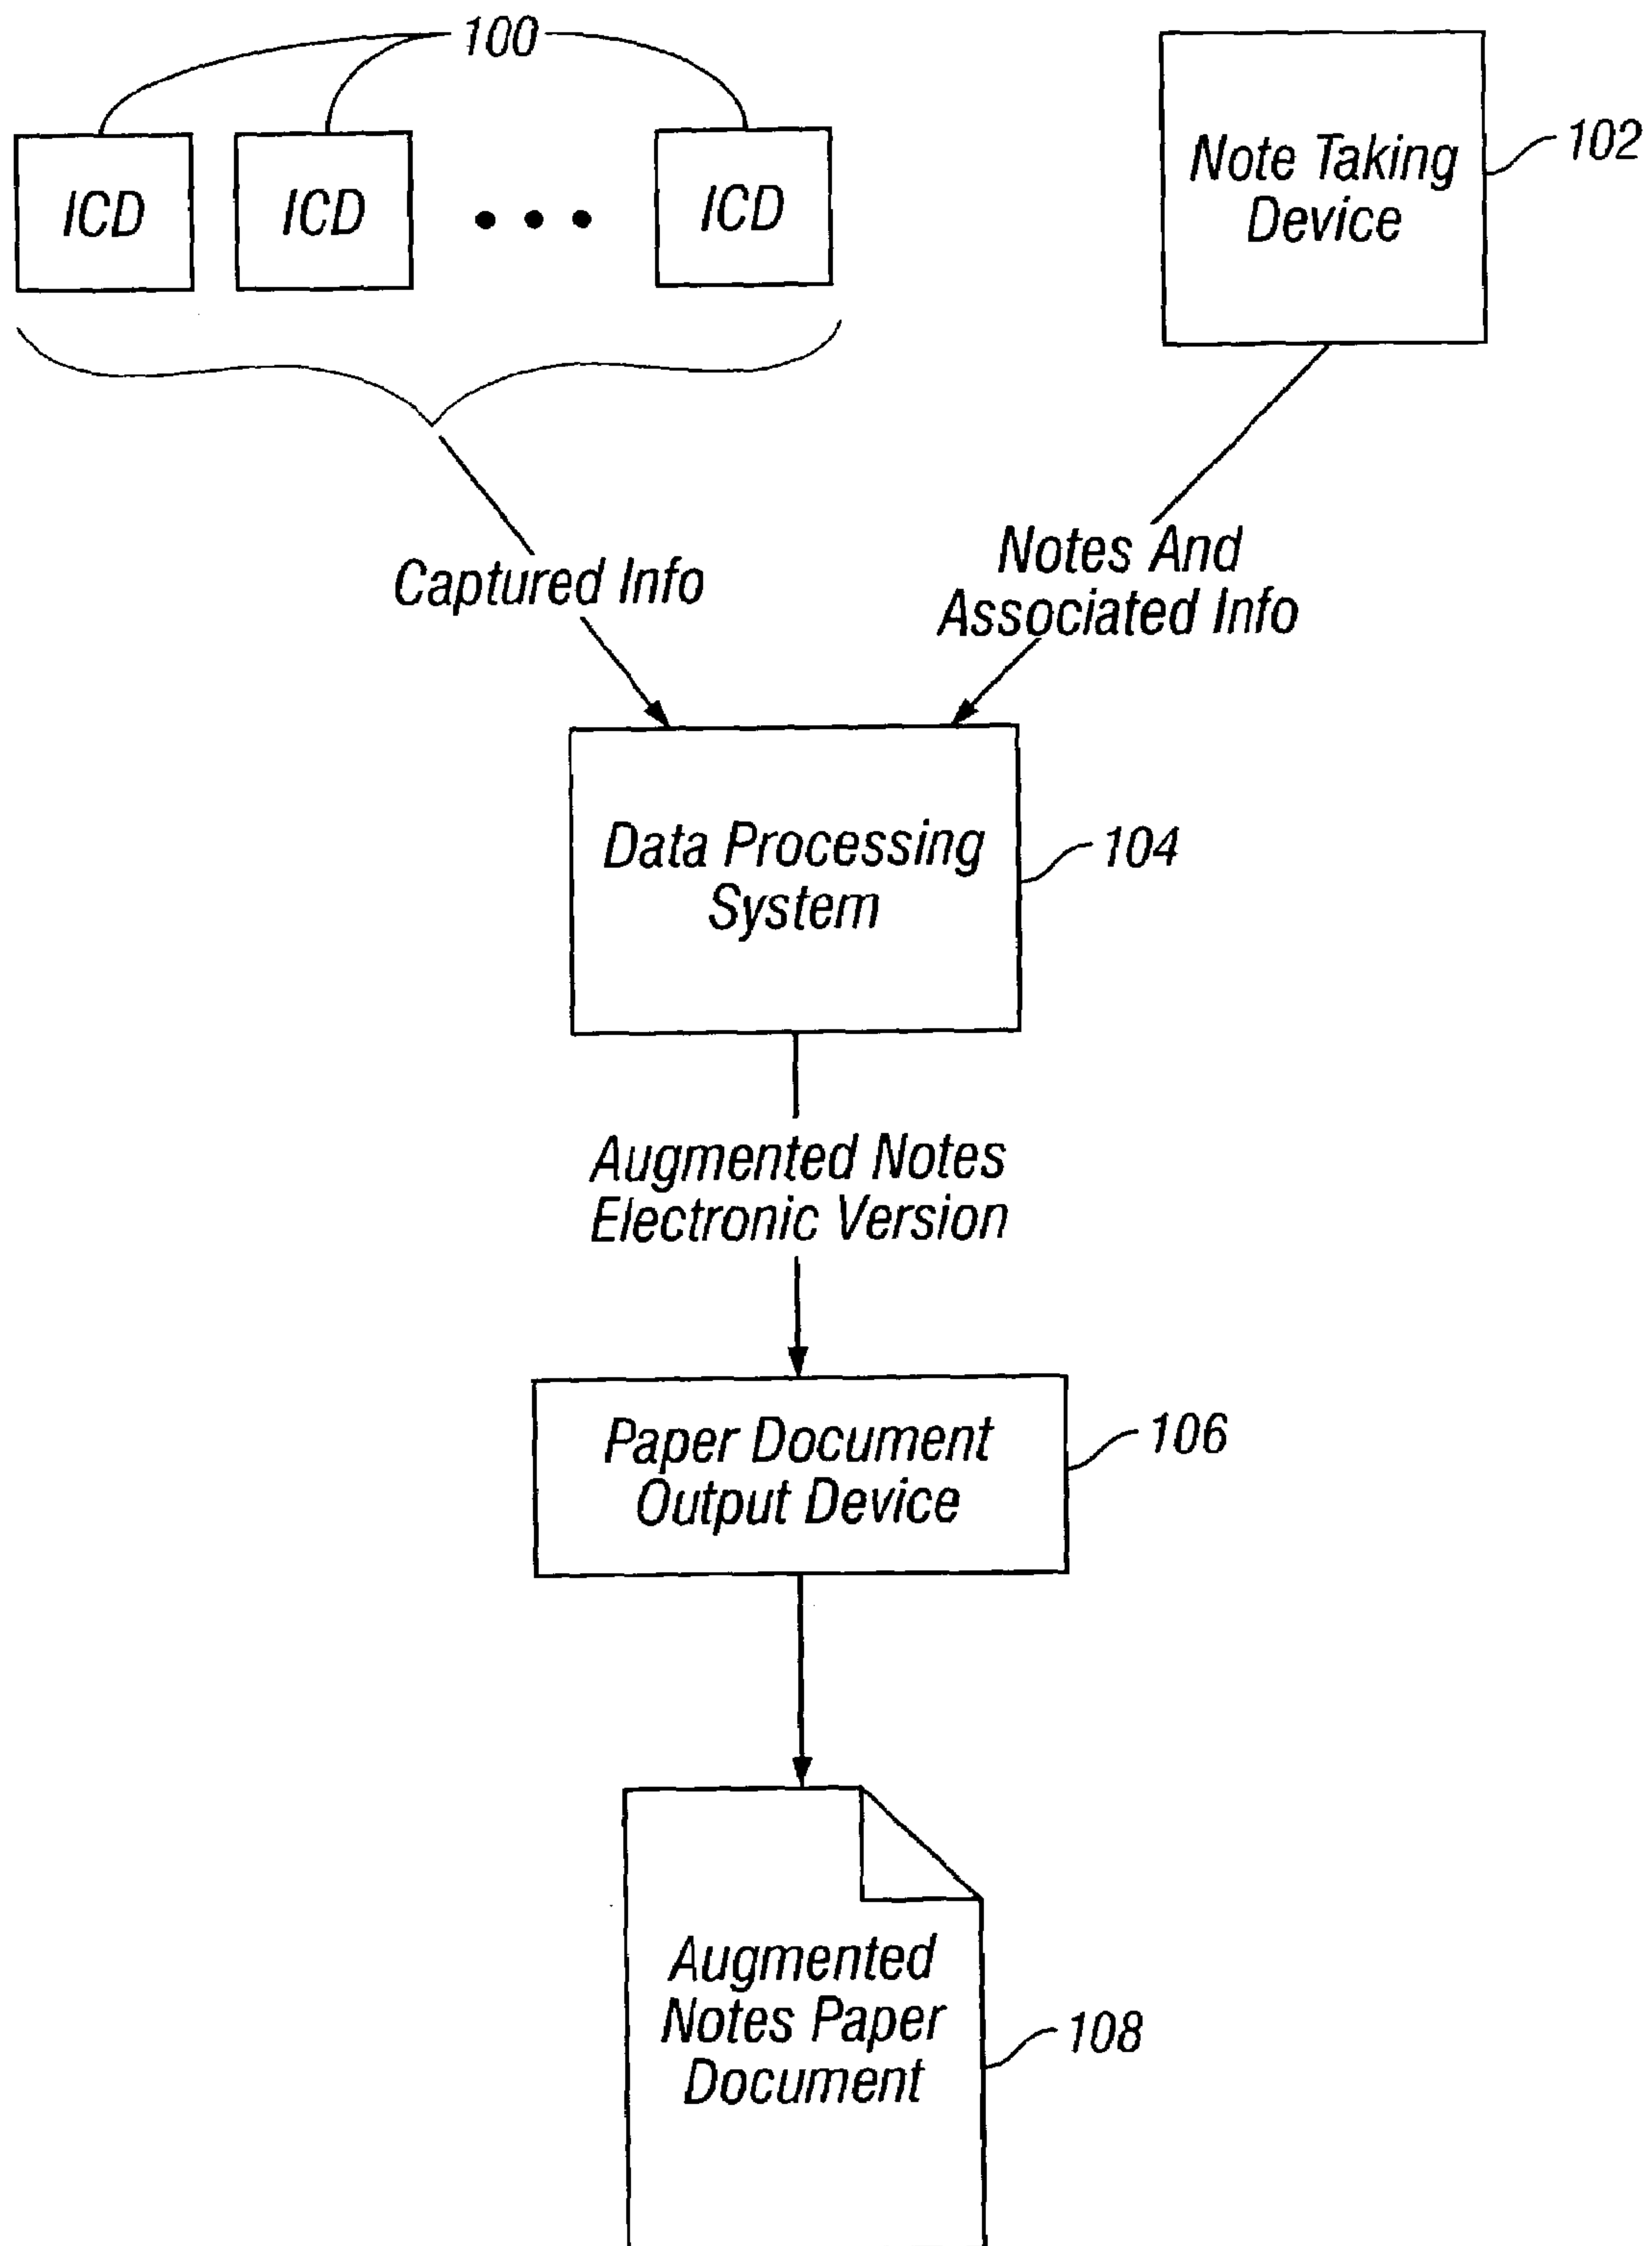 100
ICD
ICD
ICD
Note Taking
Device
102
Captured Info
Notes And
Associated Info
Data Processing
System
104
Augmented Notes
Electronic Version
Paper Document
Output Device
106
Augmented
Notes Paper
Document
108